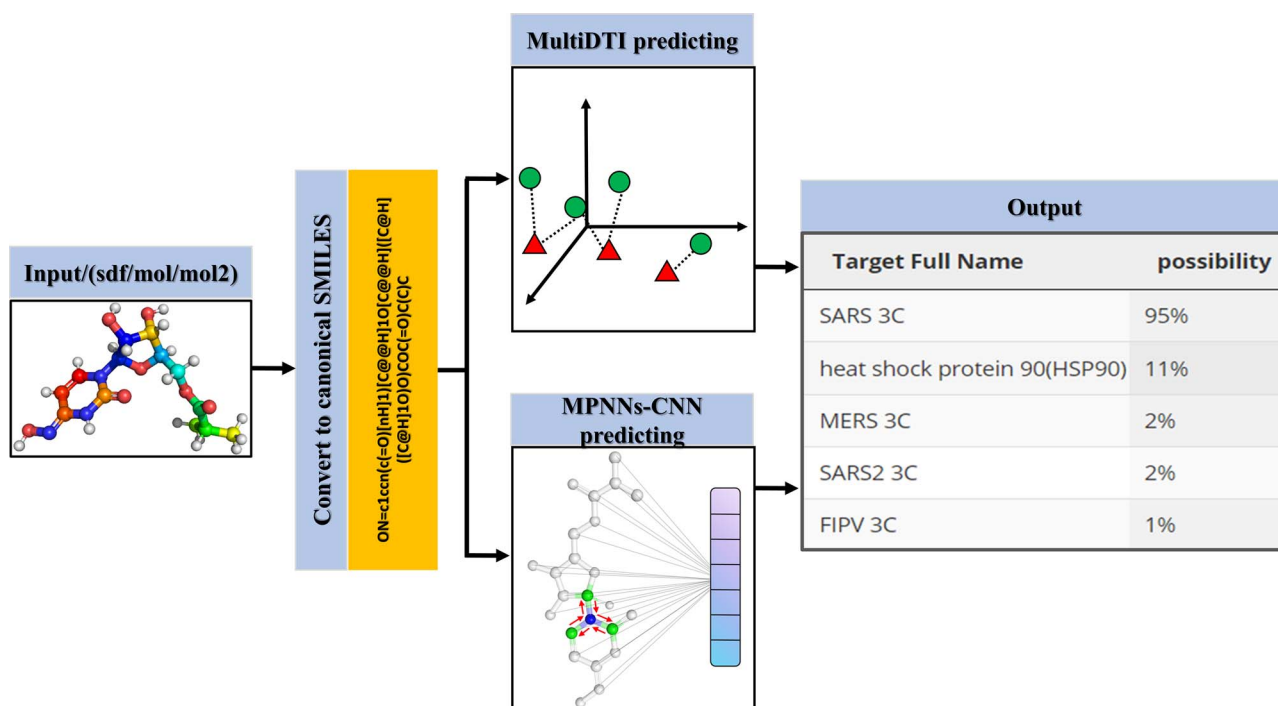 Input/(sdf/mol/mol2)
Convert to canonical SMILES
ON=c1ccn(c(=O)[nH]1)[C@@H]1O[C@@H]([C@H]
([C@H]1O)O)COC(=O)C(C)C
MultiDTI predicting
MPNNs-CNN
predicting
Output
Target Full Name possibility
SARS 3C 95%
heat shock protein 90(HSP90) 11%
MERS 3C 2%
SARS2 3C 2%
FIPV 3C 1%